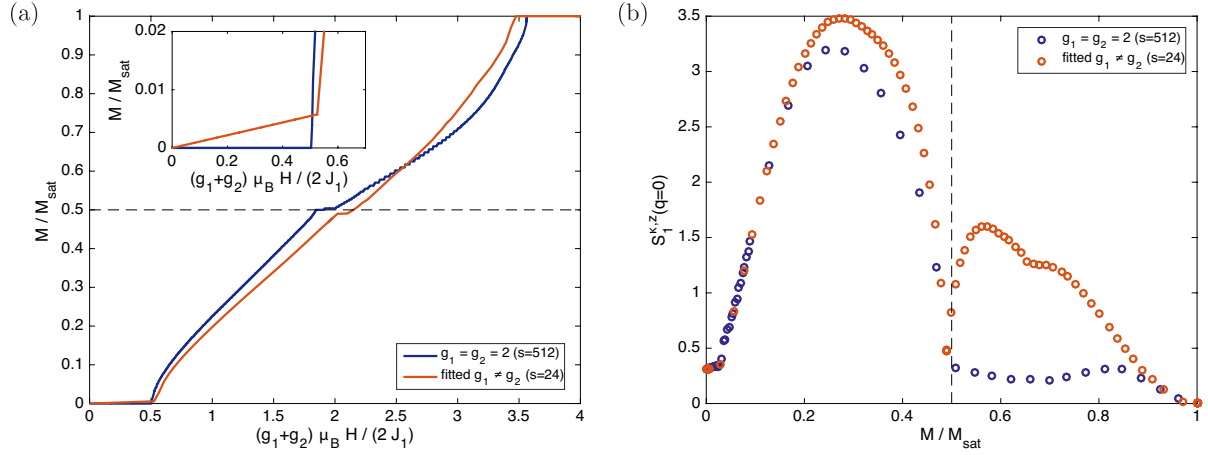 (a)
1
0.9
0.8
0.7
0.6
0.5
0.4
0.3
0.2
0.1
0
M / M_sat
0.02
0.01
0
M / M_sat
0 0.2 0.4 0.6
(g₁+g₂) μ_B H / (2 J₁)
g₁ = g₂ = 2 (s=512)
fitted g₁ ≠ g₂ (s=24)
0 0.5 1 1.5 2 2.5 3 3.5 4
(g₁+g₂) μ_B H / (2 J₁)
(b)
3.5
3
2.5
2
1.5
1
0.5
0
S₁^κ,z(q=0)
g₁ = g₂ = 2 (s=512)
fitted g₁ ≠ g₂ (s=24)
0 0.2 0.4 0.6 0.8 1
M / M_sat